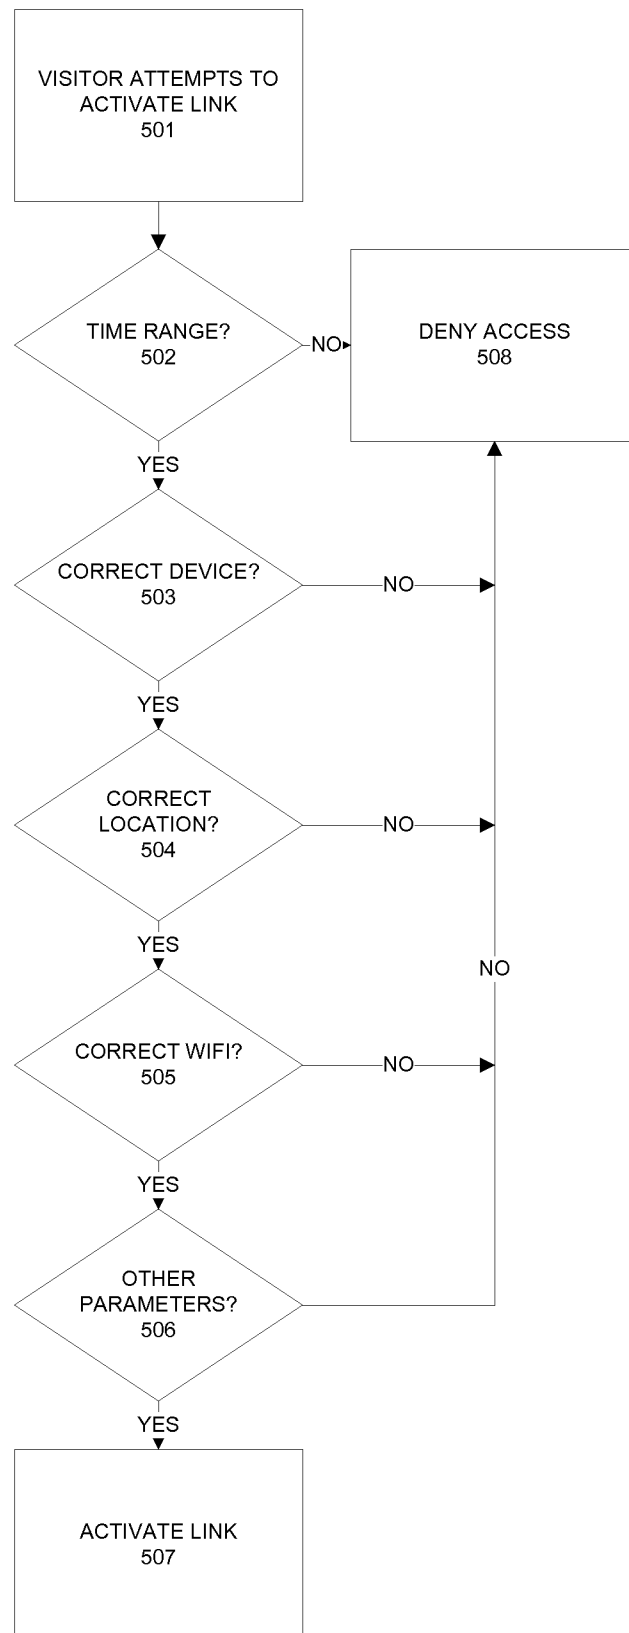 VISITOR ATTEMPTS TO
ACTIVATE LINK
501
TIME RANGE?
502
NO
DENY ACCESS
508
YES
CORRECT DEVICE?
503
NO
YES
CORRECT
LOCATION?
504
NO
YES
NO
CORRECT WIFI?
505
NO
YES
OTHER
PARAMETERS?
506
YES
ACTIVATE LINK
507